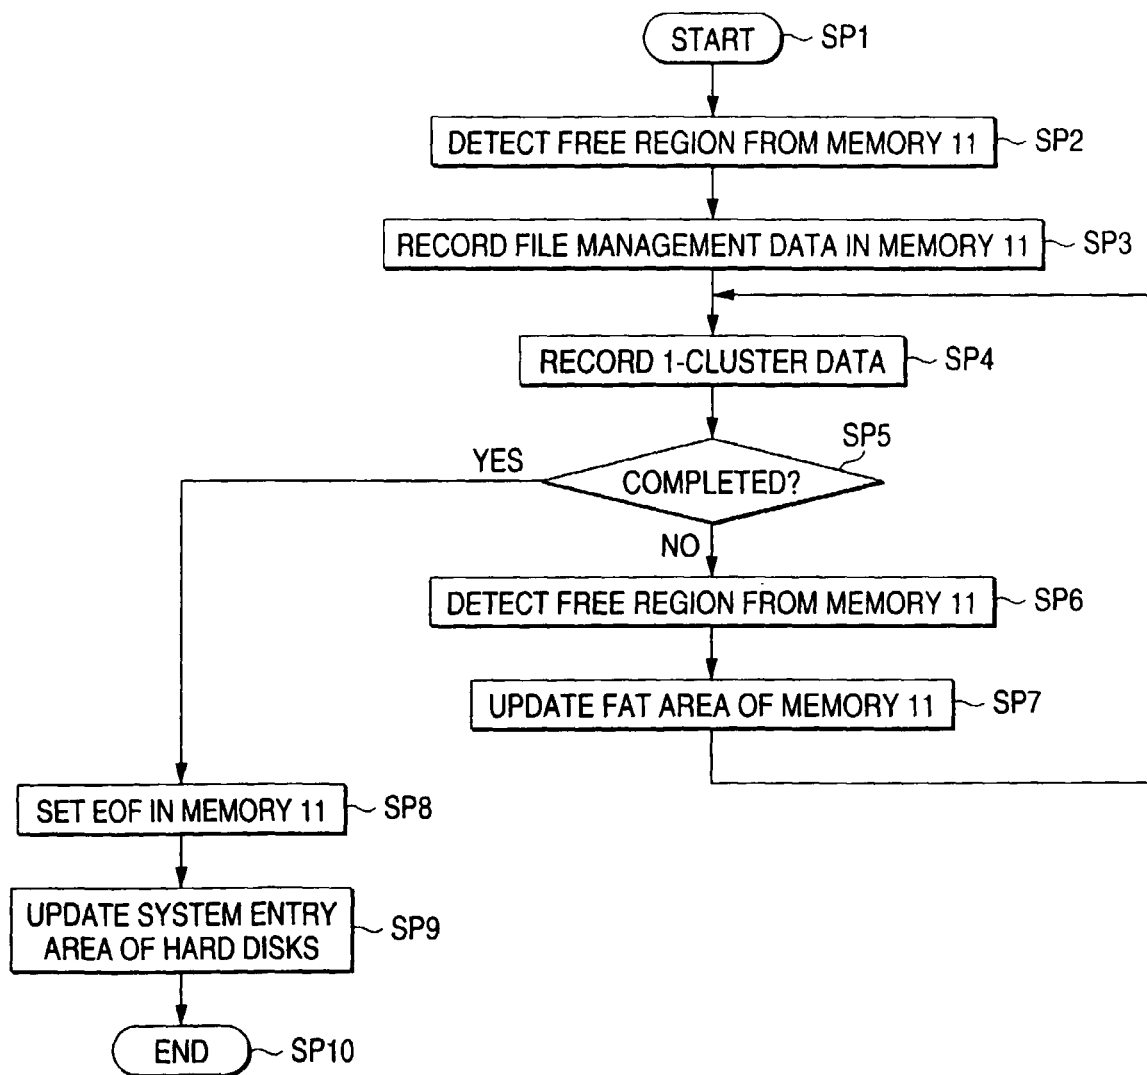 START
SP1
DETECT FREE REGION FROM MEMORY 11
SP2
RECORD FILE MANAGEMENT DATA IN MEMORY 11
SP3
RECORD 1-CLUSTER DATA
SP4
SP5
YES
COMPLETED?
NO
DETECT FREE REGION FROM MEMORY 11
SP6
UPDATE FAT AREA OF MEMORY 11
SP7
SET EOF IN MEMORY 11
SP8
UPDATE SYSTEM ENTRY
AREA OF HARD DISKS
SP9
END
SP10